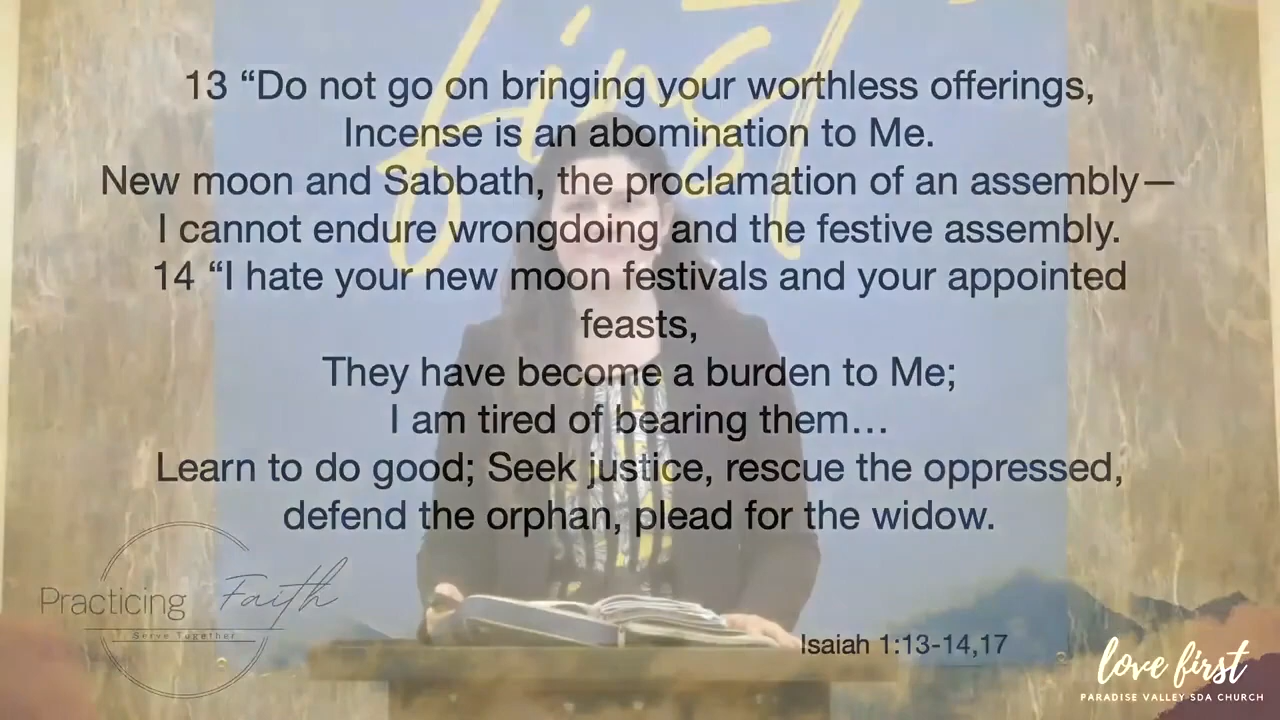 first
13 “Do not go on bringing your worthless offerings,
Incense is an abomination to Me.
New moon and Sabbath, the proclamation of an assembly—
I cannot endure wrongdoing and the festive assembly.
14 “I hate your new moon festivals and your appointed
feasts,
They have become a burden to Me;
I am tired of bearing them…
Learn to do good; Seek justice, rescue the oppressed,
defend the orphan, plead for the widow.
Practicing Faith
Serve Together
Isaiah 1:13-14,17
love first
PARADISE VALLEY SDA CHURCH